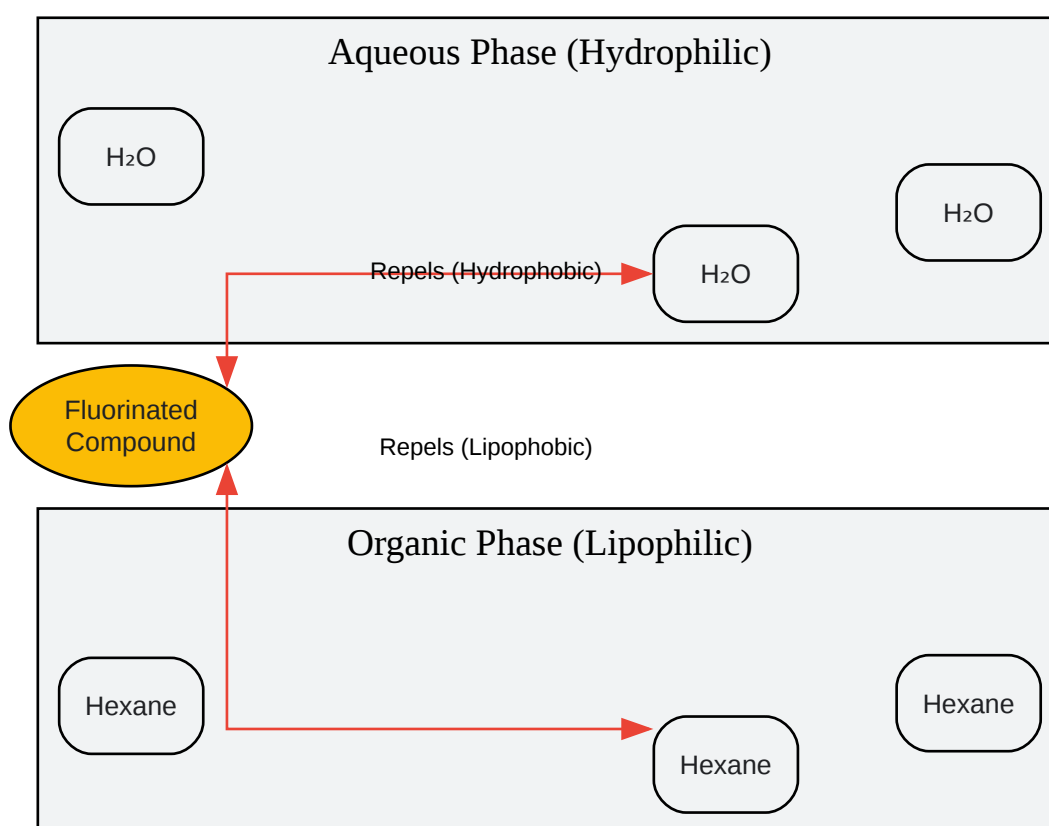 Aqueous Phase (Hydrophilic)
H₂O
H₂O
Repels (Hydrophobic)
H₂O
Fluorinated
Compound
Repels (Lipophobic)
Organic Phase (Lipophilic)
Hexane
Hexane
Hexane